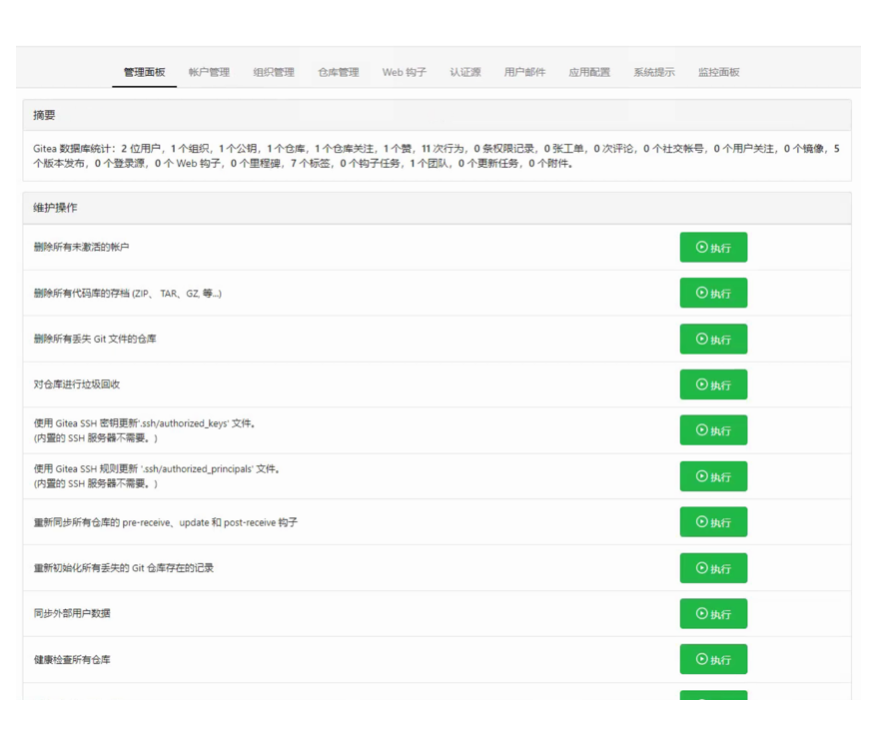 管理面板 帐户管理 组织管理 仓库管理 Web 钩子 认证源 用户邮件 应用配置 系统提示 监控面板
摘要
Gitea 数据库统计：2 位用户，1 个组织，1 个公钥，1 个仓库，1 个仓库关注，1 个赞，11 次行为，0 条权限记录，0 张工单，0 次评论，0 个社交帐号，0 个用户关注，0 个镜像，5
个版本发布，0 个登录源，0 个 Web 钩子，0 个里程碑，7 个标签，0 个钩子任务，1 个团队，0 个更新任务，0 个附件。
维护操作
删除所有未激活的帐户 执行
删除所有代码库的存档 (ZIP、 TAR、GZ, 等...) 执行
删除所有丢失 Git 文件的仓库 执行
对仓库进行垃圾回收 执行
使用 Gitea SSH 密钥更新'.ssh/authorized_keys' 文件。
(内置的 SSH 服务器不需要。) 执行
使用 Gitea SSH 规则更新 '.ssh/authorized_principals' 文件。
(内置的 SSH 服务器不需要。) 执行
重新同步所有仓库的 pre-receive、update 和 post-receive 钩子 执行
重新初始化所有丢失的 Git 仓库存在的记录 执行
同步外部用户数据 执行
健康检查所有仓库 执行